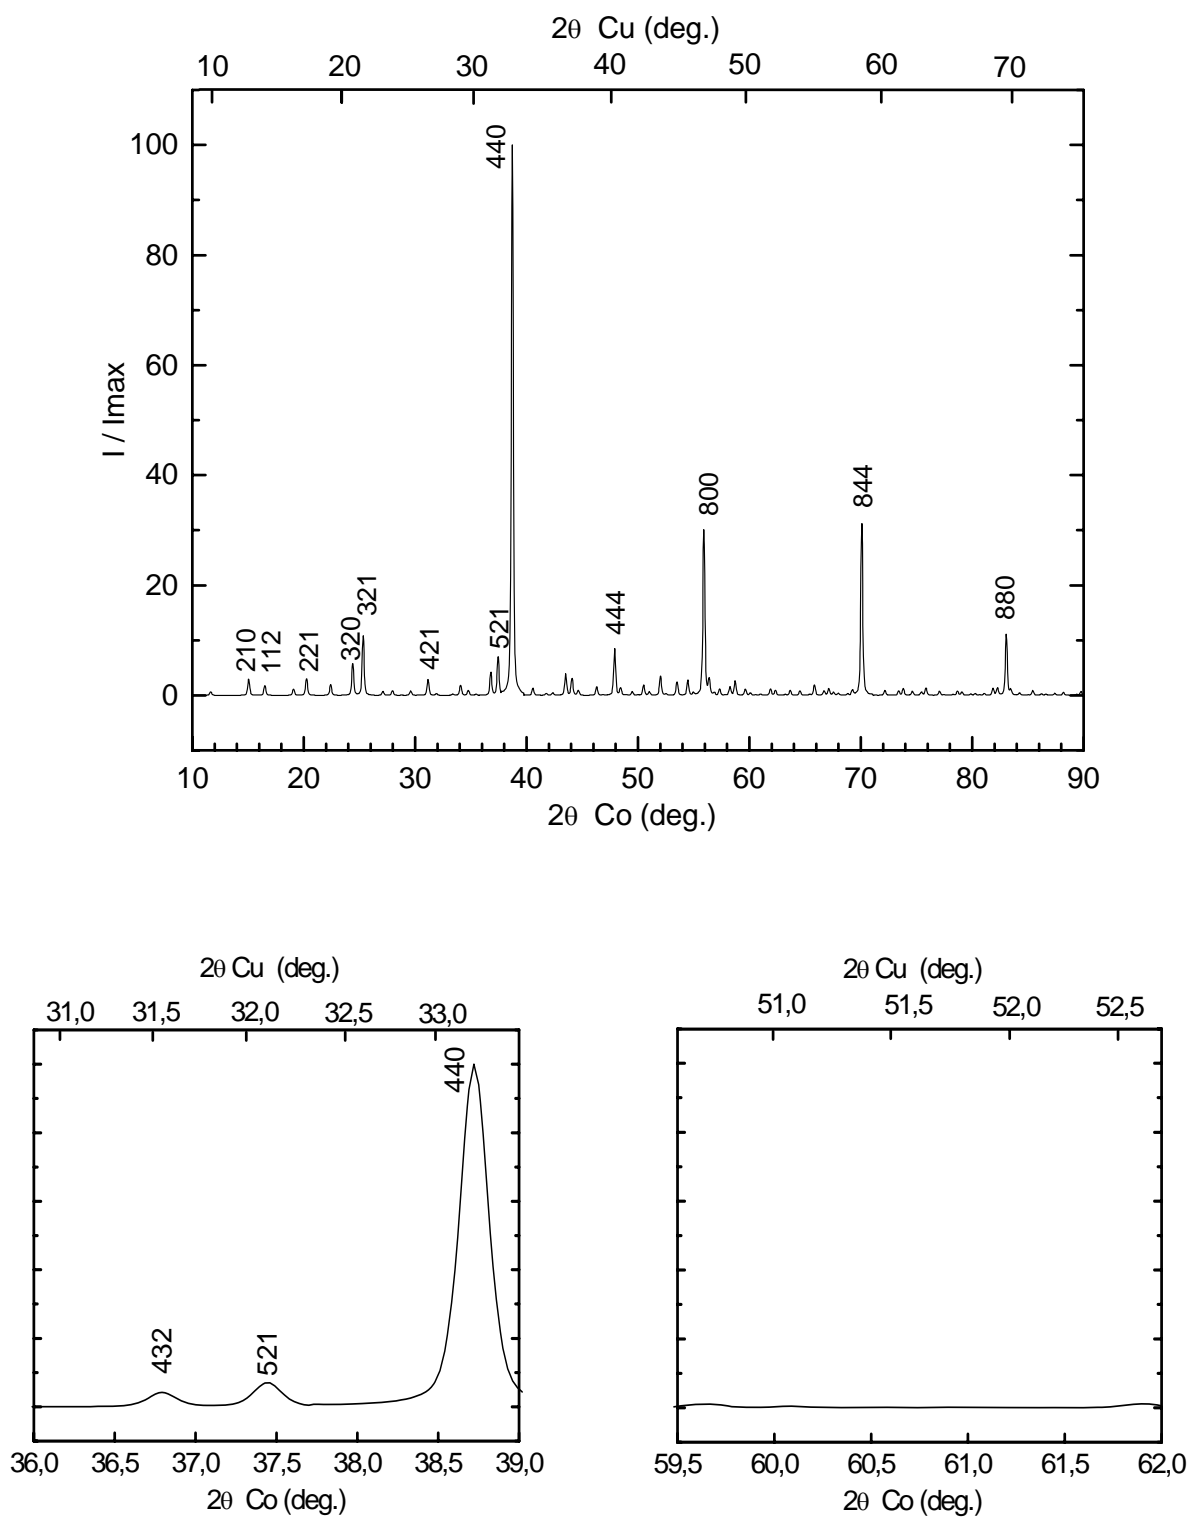 2θ Cu (deg.)
10 20 30 40 50 60 70
100
80
60
40
20
0
I / Imax
210
112
221
320
321
421
521
440
444
800
844
880
10 20 30 40 50 60 70 80 90
2θ Co (deg.)
2θ Cu (deg.)
31,0 31,5 32,0 32,5 33,0
432
521
440
36,0 36,5 37,0 37,5 38,0 38,5 39,0
2θ Co (deg.)
2θ Cu (deg.)
51,0 51,5 52,0 52,5
59,5 60,0 60,5 61,0 61,5 62,0
2θ Co (deg.)